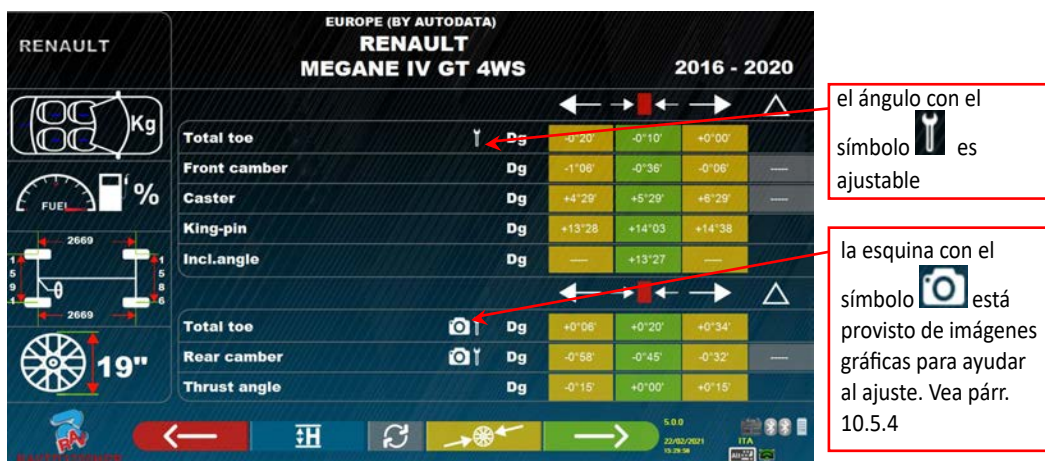 EUROPE (BY AUTODATA)
RENAULT
RENAULT
MEGANE IV GT 4WS
2016 - 2020
Kg
FUEL
%
2669
1591
1586
2669
19"
Total toe Dg -0°20' -0°10' +0°00'
Front camber Dg -1°06' -0°36' -0°06' -----
Caster Dg +4°29' +5°29' +6°29' -----
King-pin Dg +13°28 +14°03 +14°38
Incl.angle Dg ----- +13°27 -----
Total toe Dg +0°06' +0°20' +0°34'
Rear camber Dg -0°58' -0°45' -0°32' -----
Thrust angle Dg -0°15' +0°00' +0°15'
el ángulo con el
símbolo es
ajustable
la esquina con el
símbolo está
provisto de imágenes
gráficas para ayudar
al ajuste. Vea párr.
10.5.4
RAV
H
5.0.0
22/02/2021
15:29:58
ITA